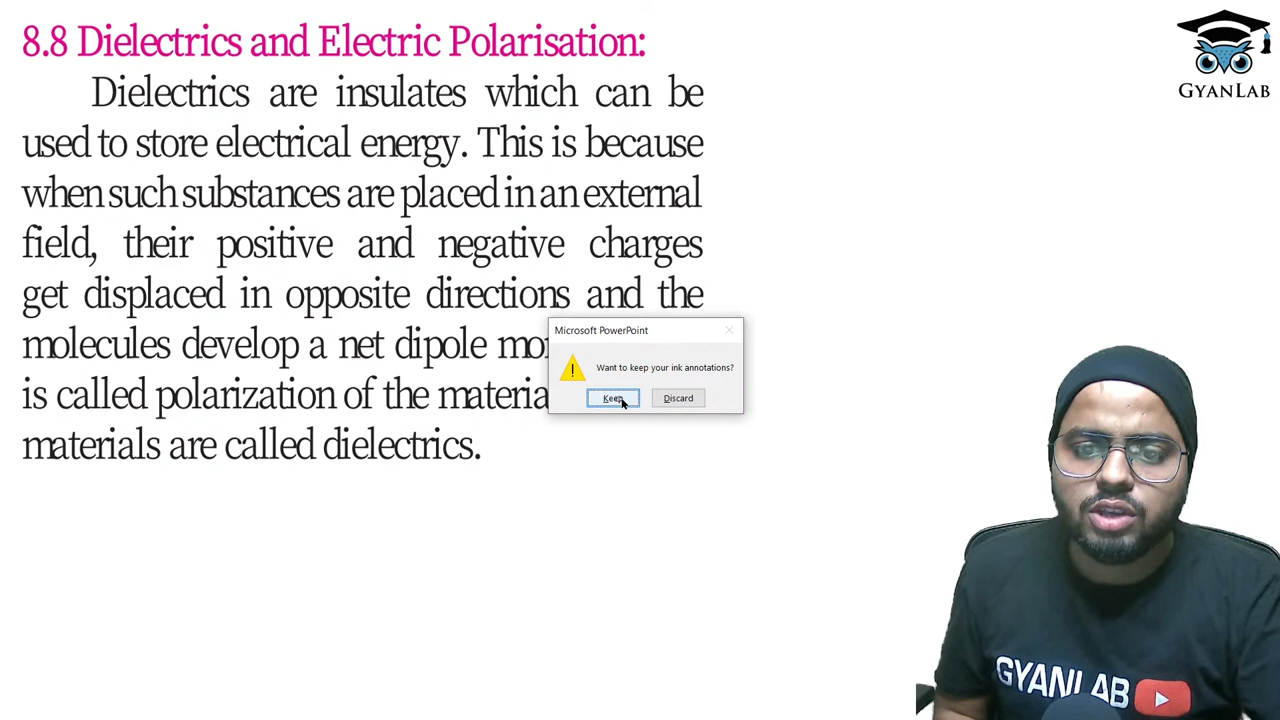 8.8 Dielectrics and Electric Polarisation:
Dielectrics are insulates which can be
used to store electrical energy. This is because
when such substances are placed in an external
field, their positive and negative charges
get displaced in opposite directions and the
molecules develop a net dipole
is called polarization of the
materials are called dielectrics.
Microsoft PowerPoint
Want to keep your ink annotations?
Keep
Discard
GYANLAB
GYANLAB